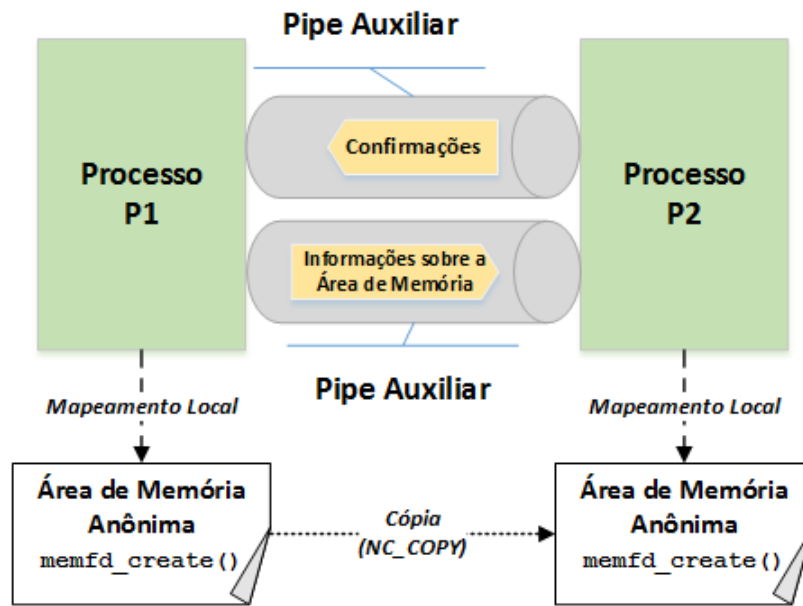 Pipe Auxiliar
Processo
P1
Confirmações
Informações sobre a
Área de Memória
Processo
P2
Pipe Auxiliar
Mapeamento Local
Mapeamento Local
Área de Memória
Anônima
memfd_create()
Cópia
(NC_COPY)
Área de Memória
Anônima
memfd_create()